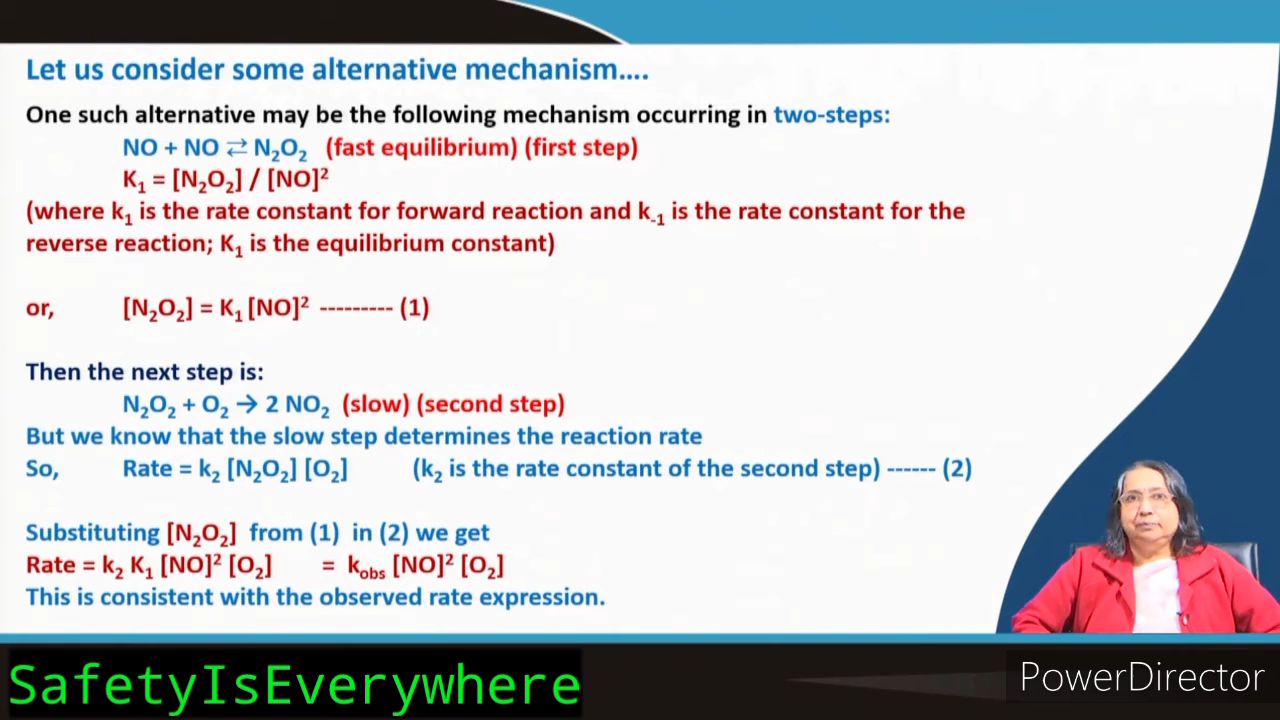 Let us consider some alternative mechanism....
One such alternative may be the following mechanism occurring in two-steps:
NO + NO ⇄ N₂O₂ (fast equilibrium) (first step)
K₁ = [N₂O₂] / [NO]²
(where k₁ is the rate constant for forward reaction and k₋₁ is the rate constant for the
reverse reaction; K₁ is the equilibrium constant)
or, [N₂O₂] = K₁ [NO]² --------- (1)
Then the next step is:
N₂O₂ + O₂ → 2 NO₂ (slow) (second step)
But we know that the slow step determines the reaction rate
So, Rate = k₂ [N₂O₂] [O₂] (k₂ is the rate constant of the second step) ------ (2)
Substituting [N₂O₂] from (1) in (2) we get
Rate = k₂ K₁ [NO]² [O₂] = kobs [NO]² [O₂]
This is consistent with the observed rate expression.
SafetyIsEverywhere
PowerDirector